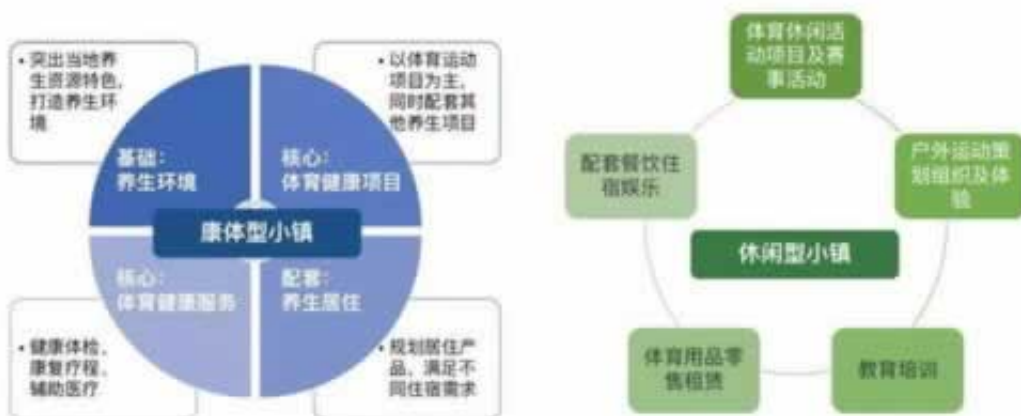 • 突出当地养
生资源特色,
打造养生环
境
• 以体育运动
项目为主,
同时配套其
他养生项目
基础:
养生环境
核心:
体育健康项目
康体型小镇
核心:
体育健康服务
配套:
养生居住
• 健康体检、
康复疗程、
辅助医疗
• 规划居住产
品、满足不
同住宿需求
体育休闲活
动项目及赛
事活动
配套餐饮住
宿娱乐
户外运动策
划组织及体
验
休闲型小镇
体育用品零
售租赁
教育培训